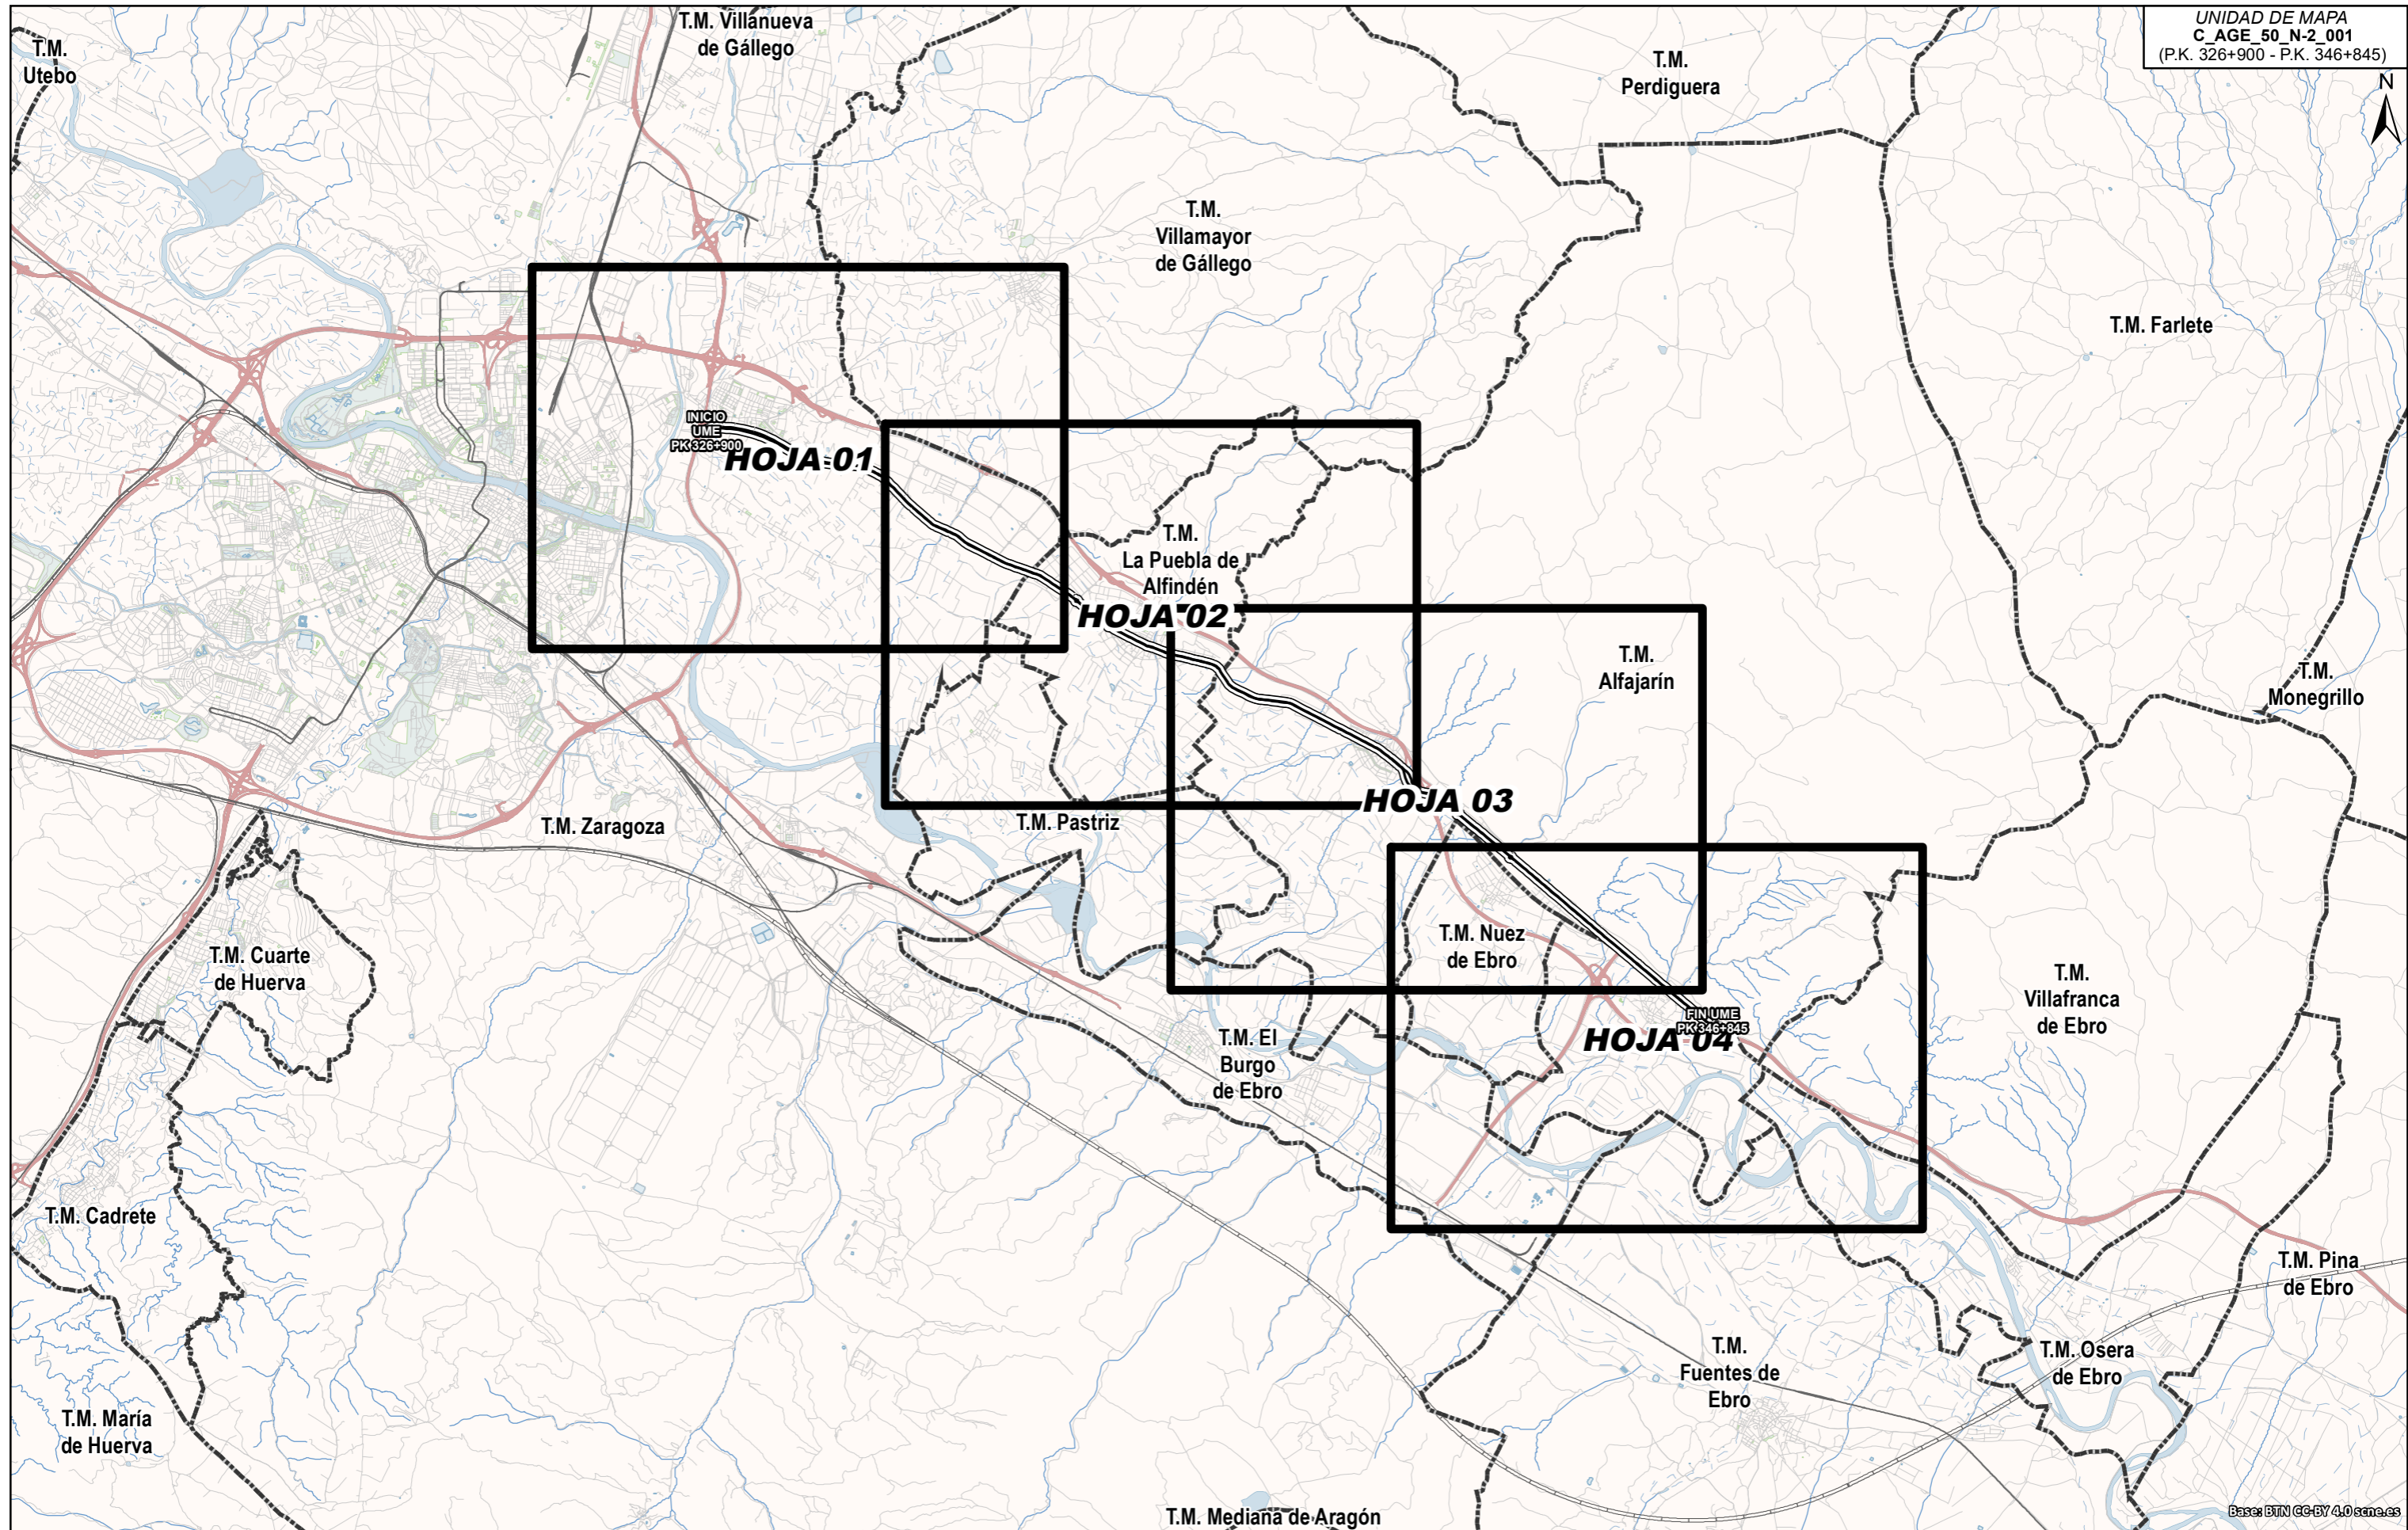 UNIDAD DE MAPA
C_AGE_50_N-2_001
(P.K. 326+900 - P.K. 346+845)
N
T.M. Villanueva
de Gállego
T.M.
Utebo
T.M.
Perdiguera
T.M.
Villamayor
de Gállego
T.M. Farlete
INICIO
UME
PK 326+900
HOJA 01
T.M.
La Puebla de
Alfindén
HOJA 02
T.M.
Alfajarín
T.M.
Monegrillo
HOJA 03
T.M. Zaragoza
T.M. Pastriz
T.M. Nuez
de Ebro
T.M. Cuarte
de Huerva
T.M.
Villafranca
de Ebro
FIN UME
PK 346+845
HOJA 04
T.M. El
Burgo
de Ebro
T.M. Cadrete
T.M. Pina
de Ebro
T.M.
Fuentes de
Ebro
T.M. Osera
de Ebro
T.M. María
de Huerva
T.M. Mediana de Aragón
Base: BTN CC-BY 4.0 scne.es